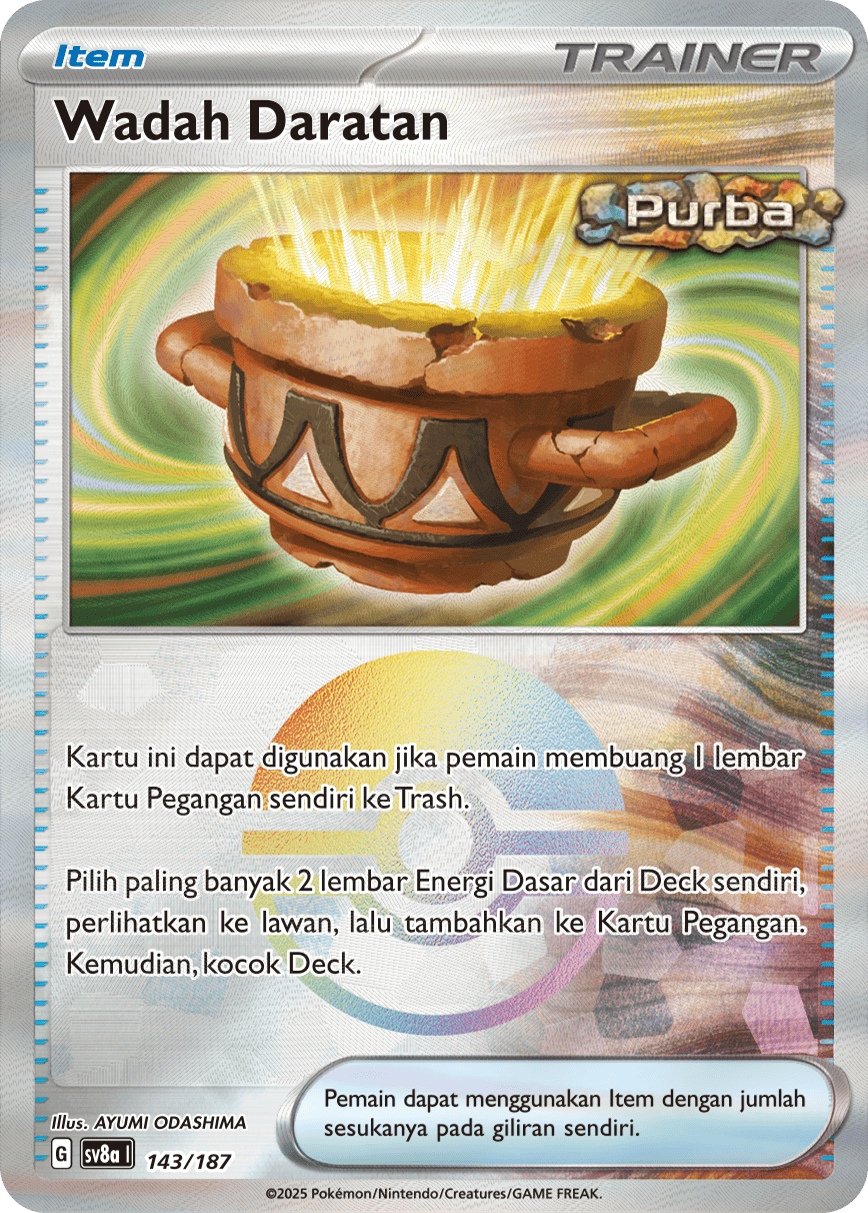 Item
TRAINER
Wadah Daratan
Purba
Kartu ini dapat digunakan jika pemain membuang 1 lembar
Kartu Pegangan sendiri ke Trash.
Pilih paling banyak 2 lembar Energi Dasar dari Deck sendiri,
perlihatkan ke lawan, lalu tambahkan ke Kartu Pegangan.
Kemudian, kocok Deck.
Pemain dapat menggunakan Item dengan jumlah
sesukanya pada giliran sendiri.
Illus. AYUMI ODASHIMA
G sv8a I 143/187
©2025 Pokémon/Nintendo/Creatures/GAME FREAK.